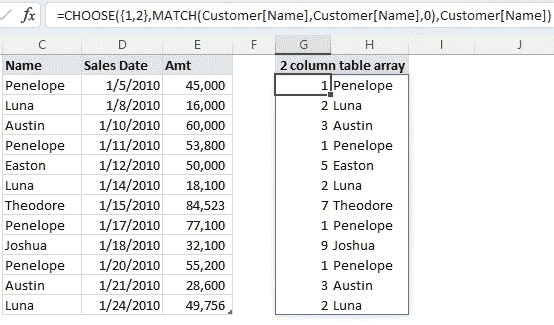 fx =CHOOSE({1,2},MATCH(Customer[Name],Customer[Name],0),Customer[Name])
C D E F G H I J
Name Sales Date Amt 2 column table array
Penelope 1/5/2010 45,000 1 Penelope
Luna 1/8/2010 16,000 2 Luna
Austin 1/10/2010 60,000 3 Austin
Penelope 1/11/2010 53,800 1 Penelope
Easton 1/12/2010 50,000 5 Easton
Luna 1/14/2010 18,100 2 Luna
Theodore 1/15/2010 84,523 7 Theodore
Penelope 1/17/2010 77,100 1 Penelope
Joshua 1/18/2010 32,100 9 Joshua
Penelope 1/20/2010 55,200 1 Penelope
Austin 1/21/2010 28,600 3 Austin
Luna 1/24/2010 49,756 2 Luna